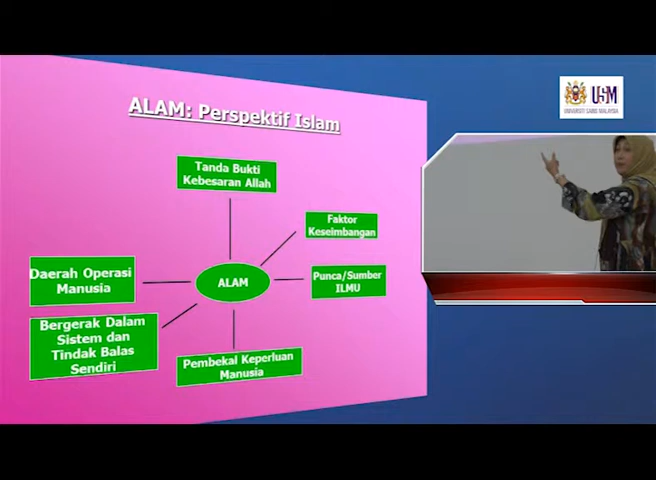 ALAM: Perspektif Islam
USM
UNIVERSITI SAINS MALAYSIA
Tanda Bukti
Kebesaran Allah
Faktor
Keseimbangan
Daerah Operasi
Manusia
ALAM
Punca/Sumber
ILMU
Bergerak Dalam
Sistem dan
Tindak Balas
Sendiri
Pembekal Keperluan
Manusia